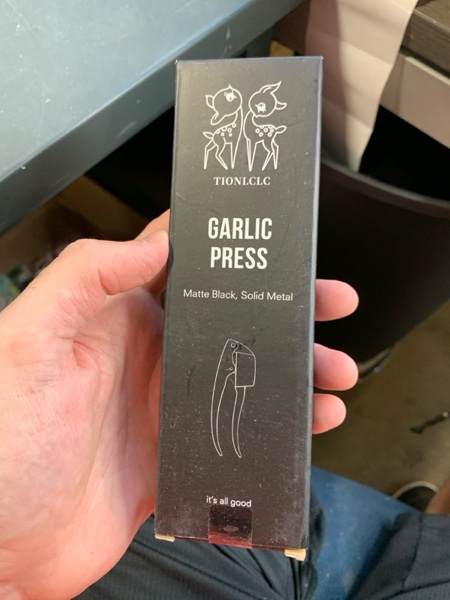 TIONLCLC
GARLIC
PRESS
Matte Black, Solid Metal
it's all good